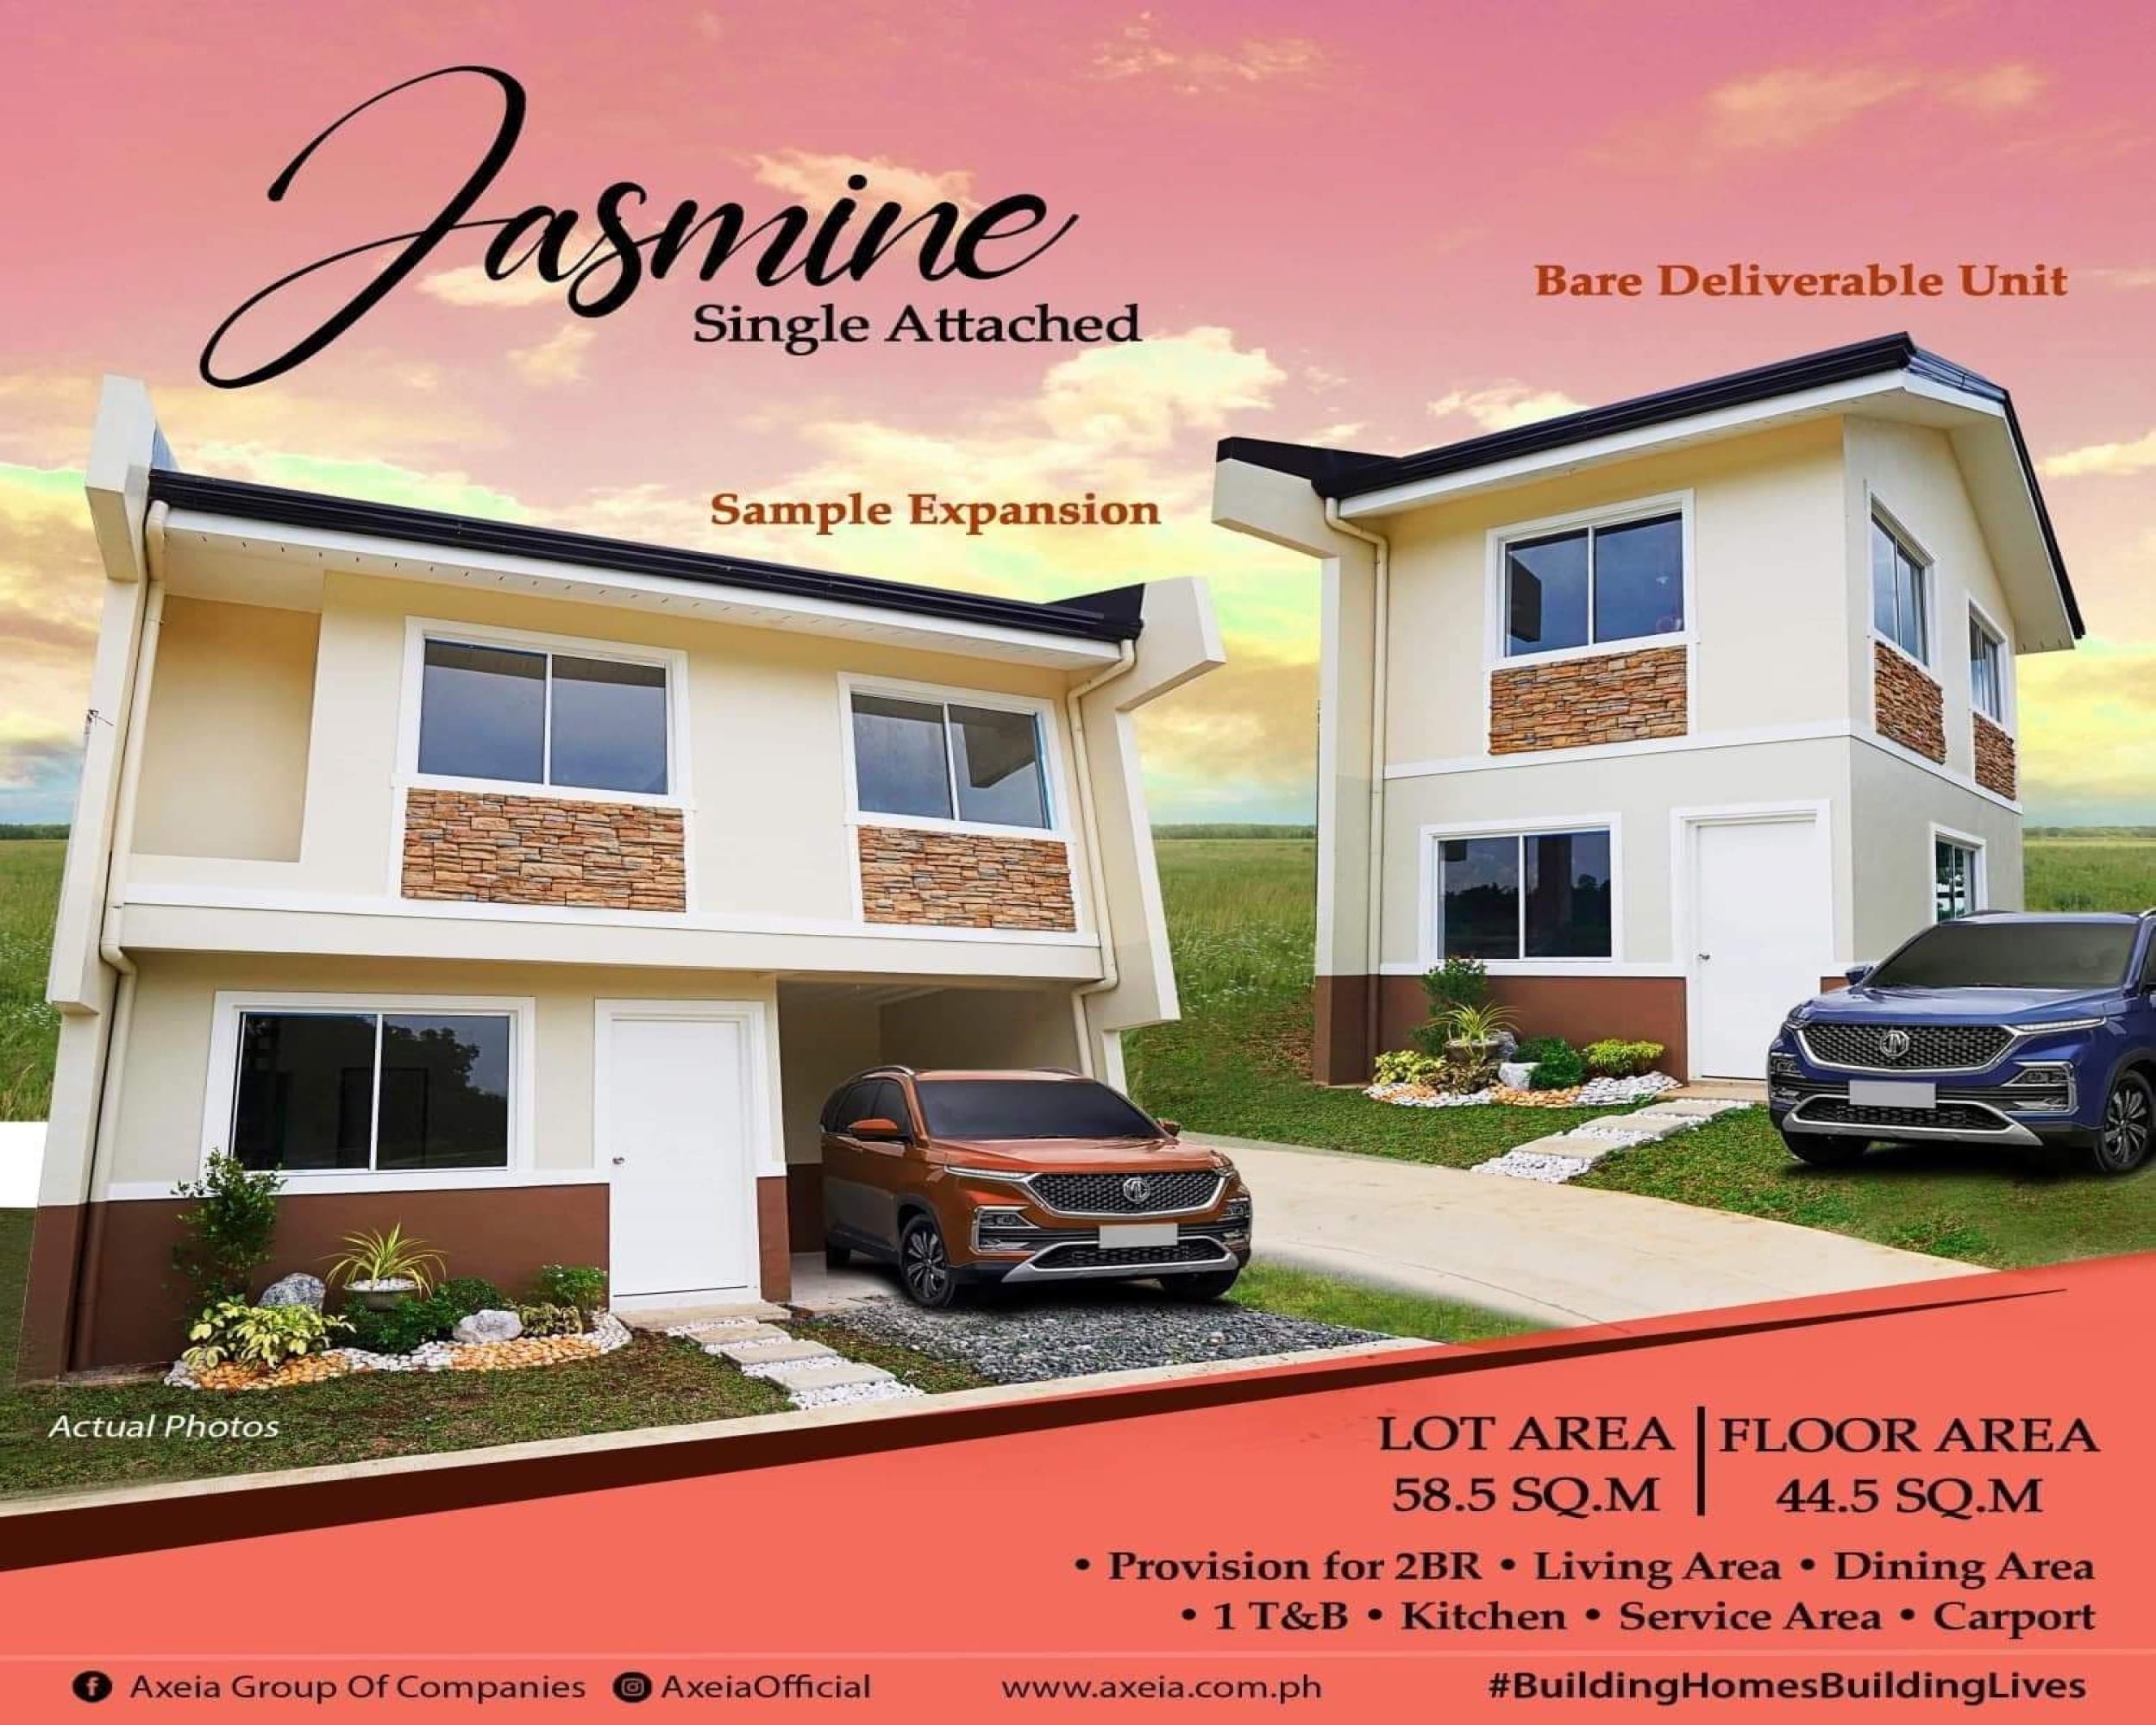 Jasmine
Single Attached
Bare Deliverable Unit
Sample Expansion
Actual Photos
LOT AREA | FLOOR AREA
58.5 SQ.M | 44.5 SQ.M
• Provision for 2BR • Living Area • Dining Area
• 1 T&B • Kitchen • Service Area • Carport
Axeia Group Of Companies AxeiaOfficial www.axeia.com.ph #BuildingHomesBuildingLives